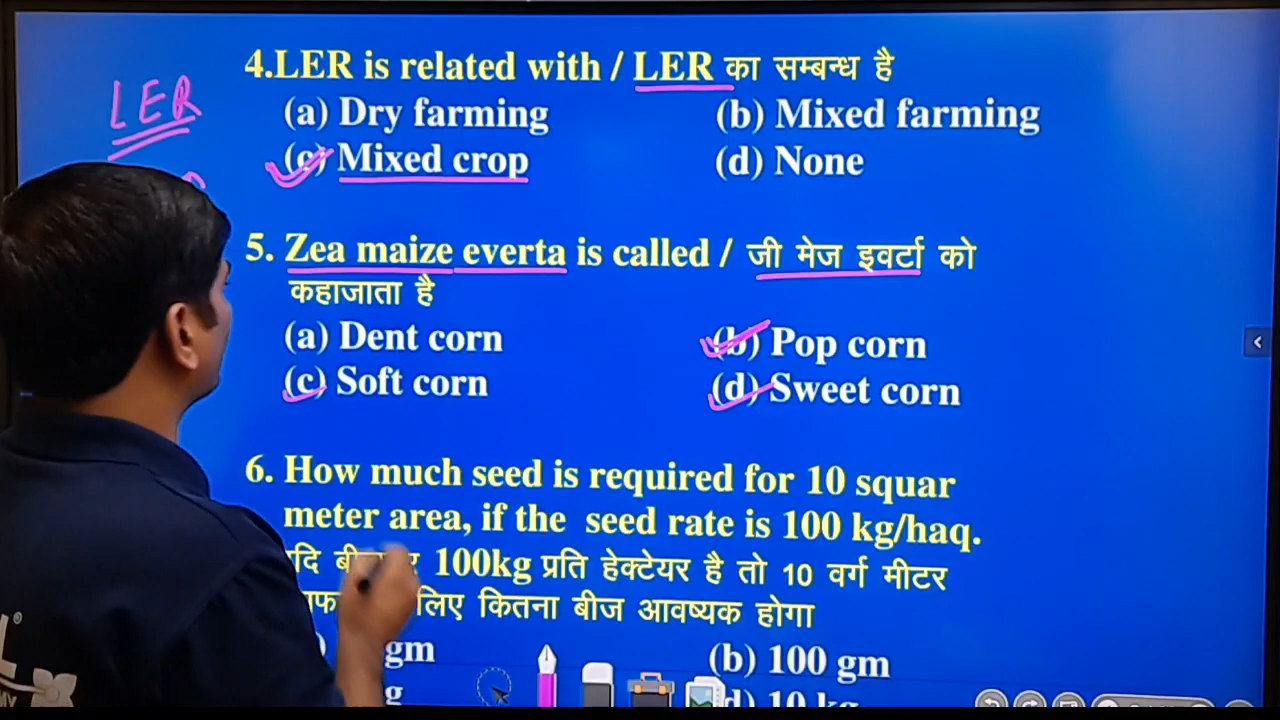 LER
4.LER is related with / LER का सम्बन्ध है
(a) Dry farming (b) Mixed farming
(c) Mixed crop (d) None
5. Zea maize everta is called / जी मेज इवर्टा को
कहाजाता है
(a) Dent corn (b) Pop corn
(c) Soft corn (d) Sweet corn
6. How much seed is required for 10 squar
meter area, if the seed rate is 100 kg/haq.
100kg प्रति हेक्टेयर है तो 10 वर्ग मीटर
लिए कितना बीज आवष्यक होगा
gm (b) 100 gm
d) 10 kg